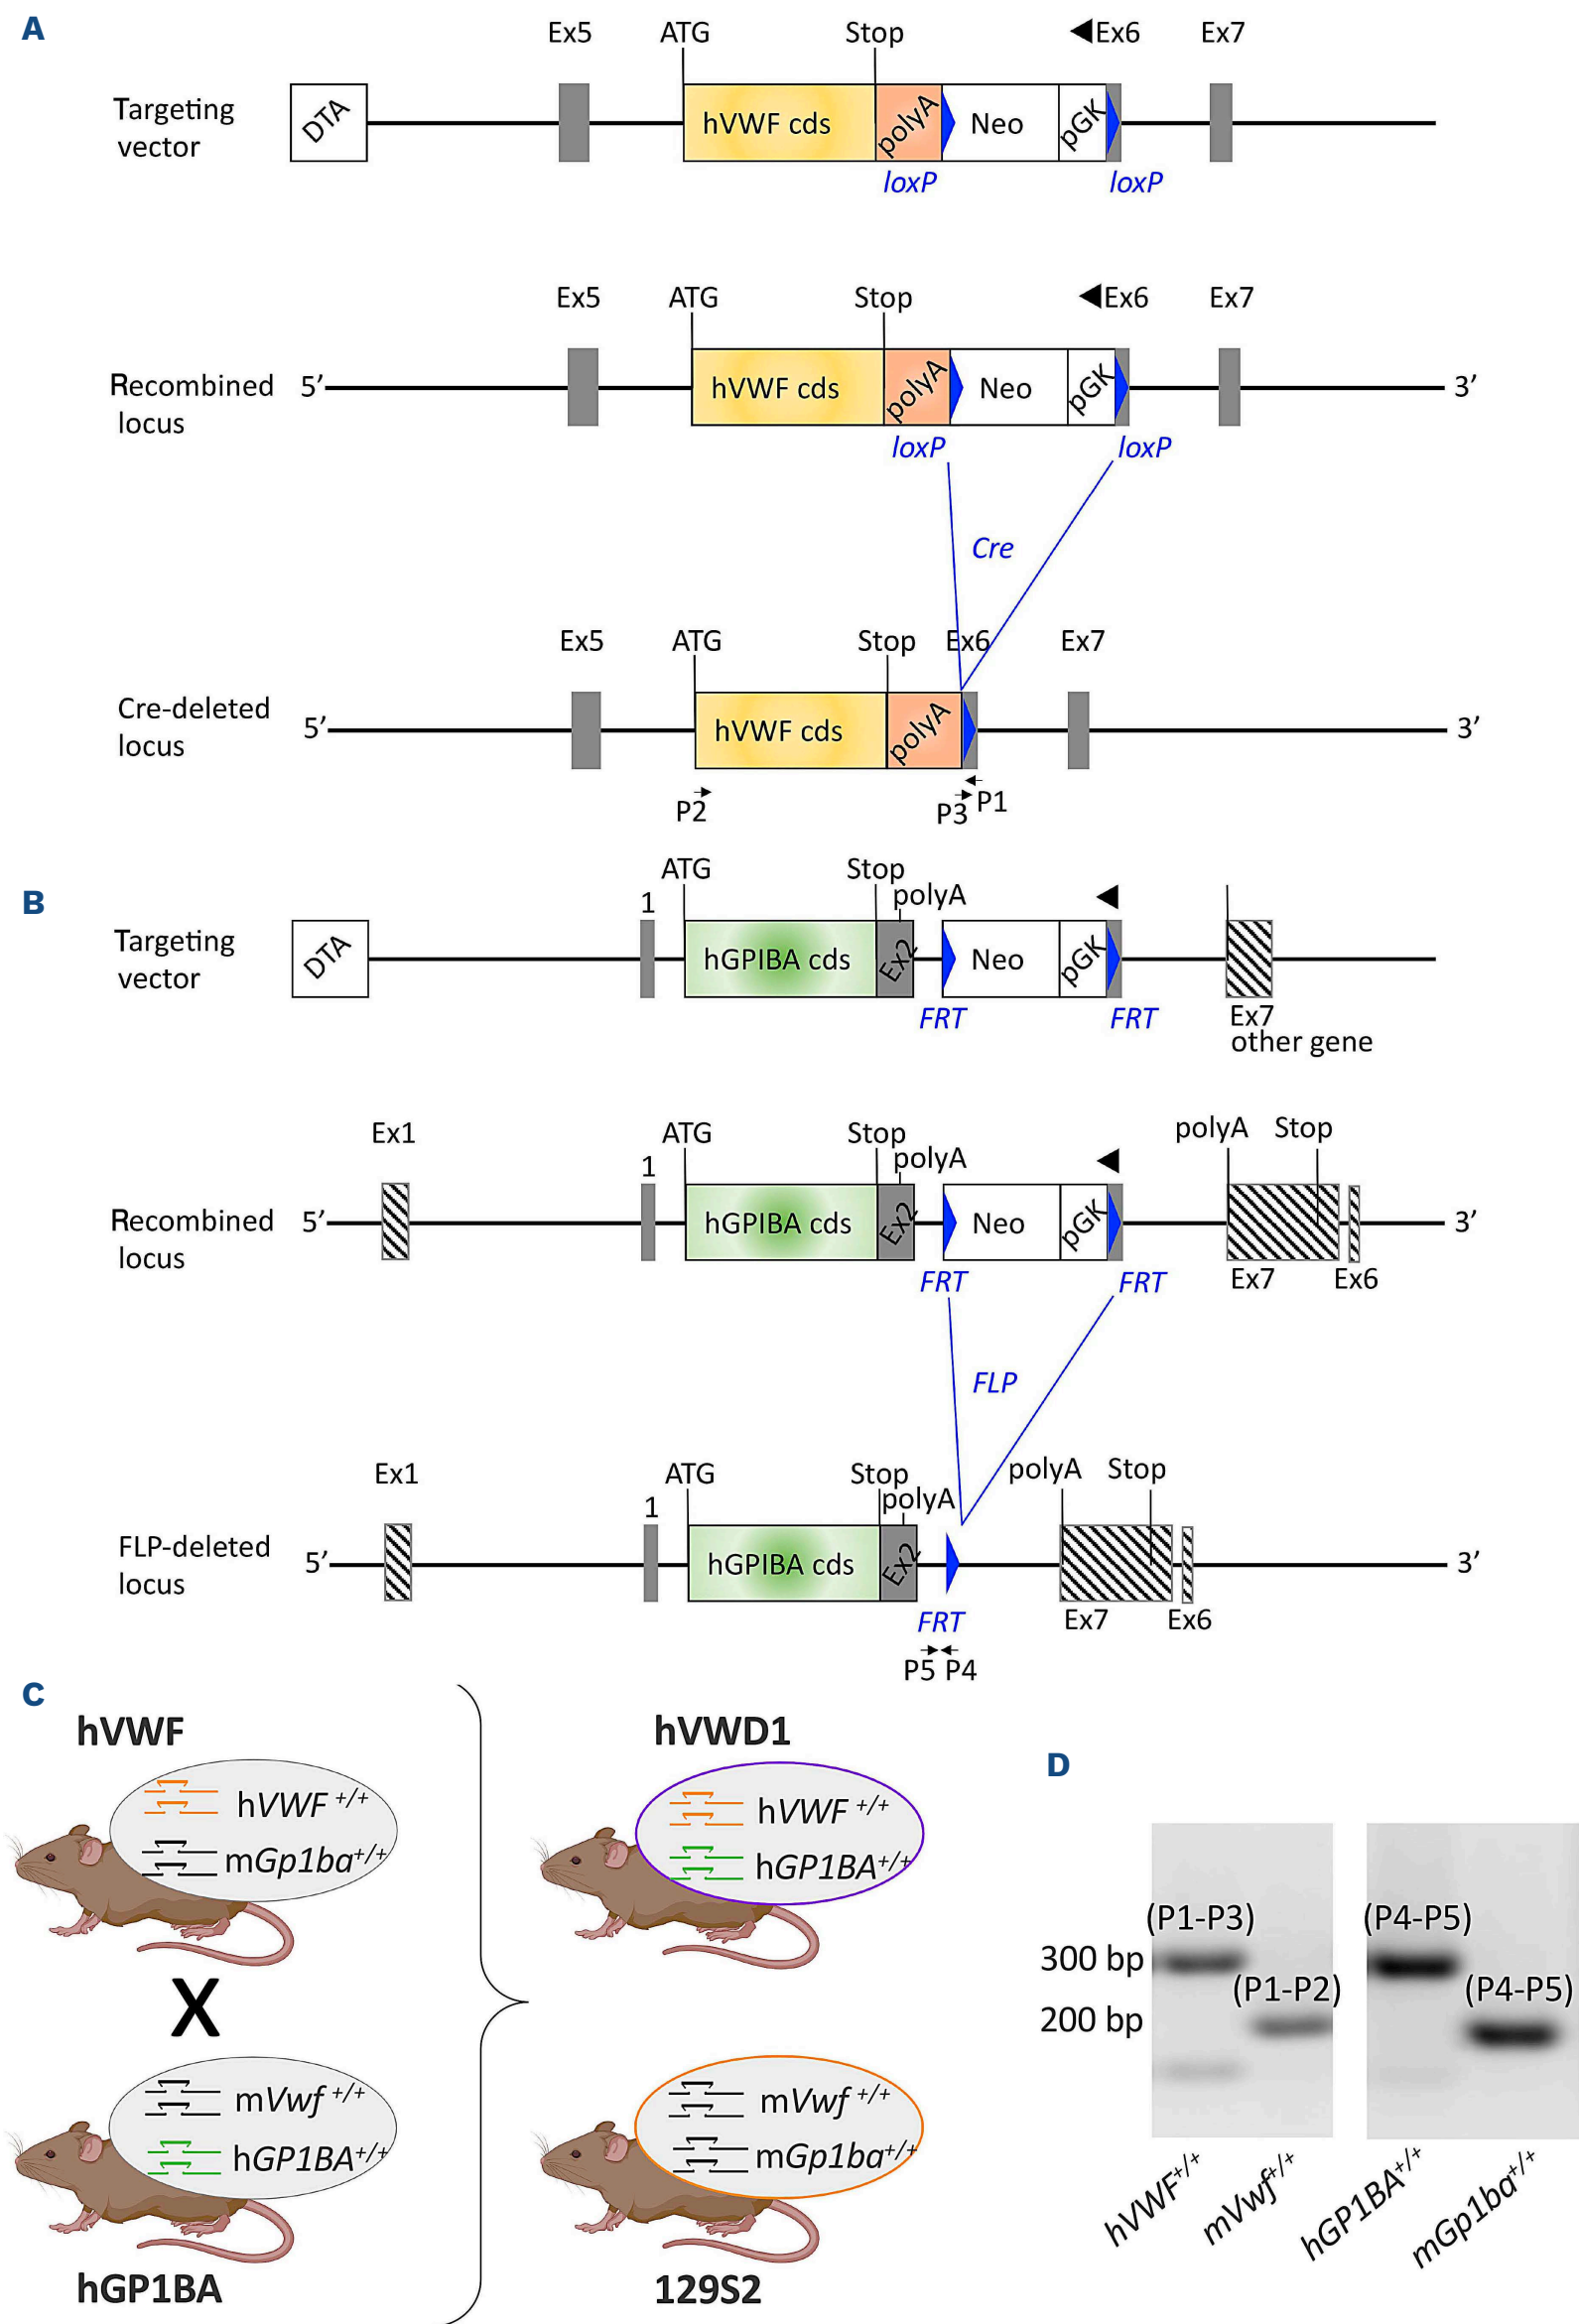 A
Ex5 ATG Stop Ex6 Ex7
Targeting vector
DTA hVWF cds polyA Neo pGK
loxP loxP
Ex5 ATG Stop Ex6 Ex7
Recombined locus
5’ hVWF cds polyA Neo pGK 3’
loxP loxP
Cre
Ex5 ATG Stop Ex6 Ex7
Cre-deleted locus
5’ hVWF cds polyA 3’
P2 P3 P1
B
ATG Stop
1 polyA
Targeting vector
DTA hGPIBA cds Ex2 Neo pGK
FRT FRT Ex7
other gene
Ex1 ATG Stop polyA Stop
1 polyA
Recombined locus
5’ hGPIBA cds Ex2 Neo pGK 3’
FRT FRT Ex7 Ex6
FLP
Ex1 ATG Stop polyA Stop
1 polyA
FLP-deleted locus
5’ hGPIBA cds Ex2 3’
FRT Ex7 Ex6
P5 P4
C
hVWF
hVWF +/+
mGp1ba+/+
X
mVwf +/+
hGP1BA+/+
hGP1BA
hVWD1
hVWF +/+
hGP1BA+/+
mVwf +/+
mGp1ba+/+
129S2
D
(P1-P3) (P4-P5)
300 bp
(P1-P2) (P4-P5)
200 bp
hVWF+/+ mVwf+/+ hGP1BA+/+ mGp1ba+/+